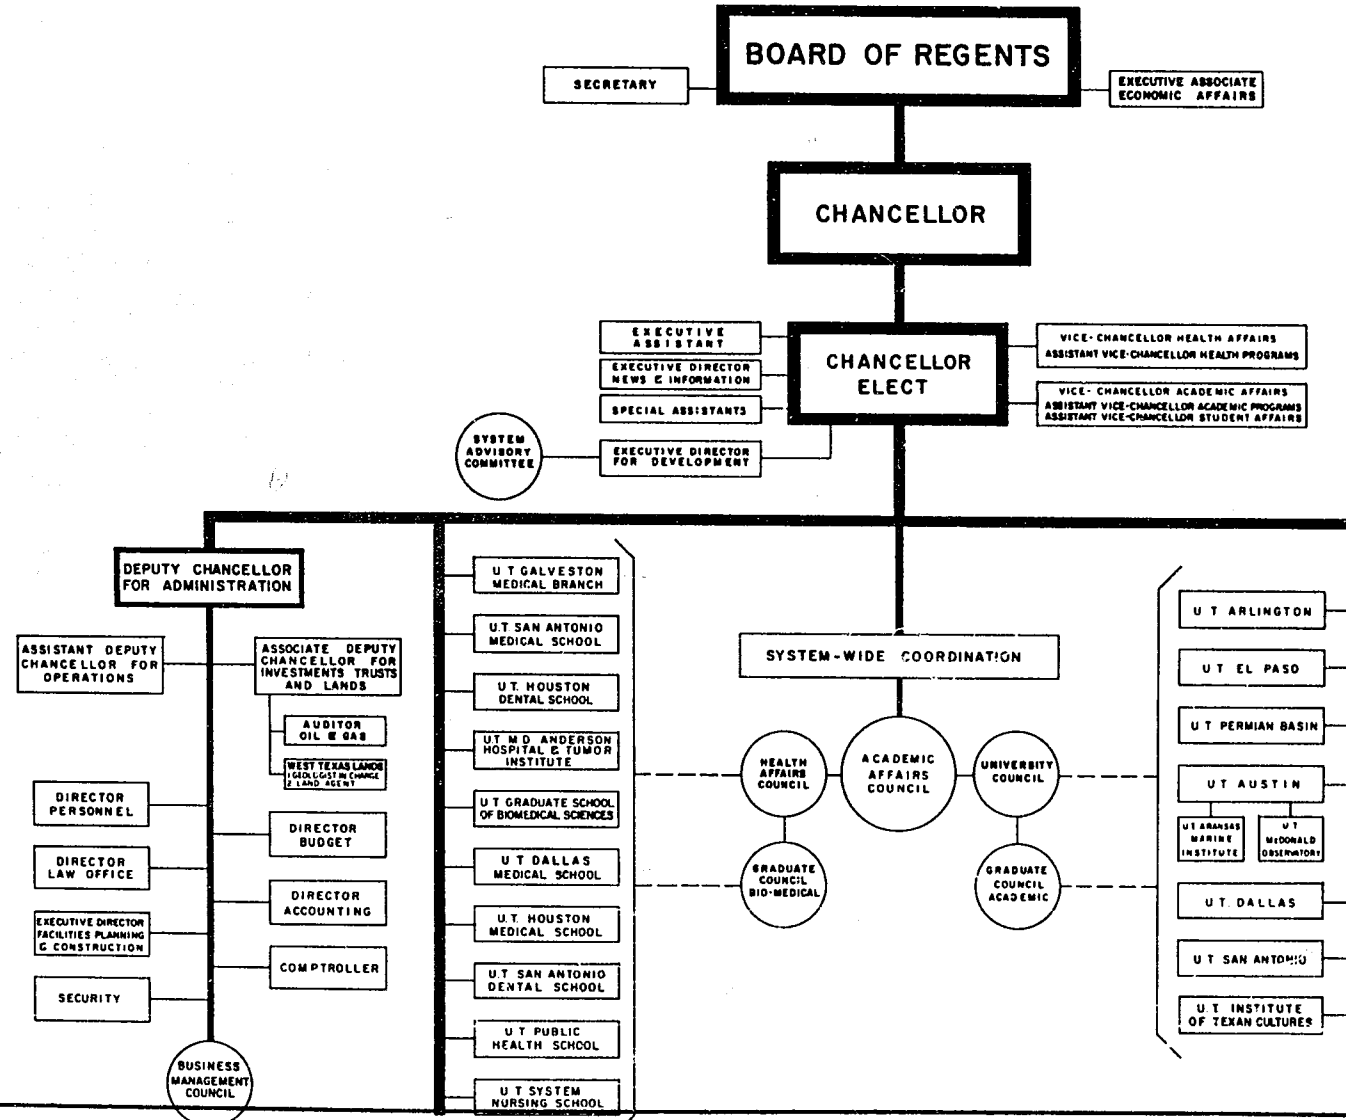 BOARD OF REGENTS
SECRETARY
EXECUTIVE ASSOCIATE
ECONOMIC AFFAIRS
CHANCELLOR
EXECUTIVE
ASSISTANT
EXECUTIVE DIRECTOR
NEWS & INFORMATION
SPECIAL ASSISTANTS
CHANCELLOR
ELECT
VICE-CHANCELLOR HEALTH AFFAIRS
ASSISTANT VICE-CHANCELLOR HEALTH PROGRAMS
VICE-CHANCELLOR ACADEMIC AFFAIRS
ASSISTANT VICE-CHANCELLOR ACADEMIC PROGRAMS
ASSISTANT VICE-CHANCELLOR STUDENT AFFAIRS
SYSTEM
ADVISORY
COMMITTEE
EXECUTIVE DIRECTOR
FOR DEVELOPMENT
DEPUTY CHANCELLOR
FOR ADMINISTRATION
ASSISTANT DEPUTY
CHANCELLOR FOR
OPERATIONS
ASSOCIATE DEPUTY
CHANCELLOR FOR
INVESTMENTS TRUSTS
AND LANDS
AUDITOR
OIL & GAS
WEST TEXAS LANDS
1 GEOLOGIST IN CHARGE
2 LAND AGENT
DIRECTOR
PERSONNEL
DIRECTOR
BUDGET
DIRECTOR
LAW OFFICE
DIRECTOR
ACCOUNTING
EXECUTIVE DIRECTOR
FACILITIES PLANNING
& CONSTRUCTION
COMPTROLLER
SECURITY
BUSINESS
MANAGEMENT
COUNCIL
U T GALVESTON
MEDICAL BRANCH
U.T SAN ANTONIO
MEDICAL SCHOOL
U T. HOUSTON
DENTAL SCHOOL
U.T M D ANDERSON
HOSPITAL & TUMOR
INSTITUTE
U T GRADUATE SCHOOL
OF BIOMEDICAL SCIENCES
U T DALLAS
MEDICAL SCHOOL
U.T. HOUSTON
MEDICAL SCHOOL
U.T SAN ANTONIO
DENTAL SCHOOL
U T PUBLIC
HEALTH SCHOOL
U T SYSTEM
NURSING SCHOOL
SYSTEM-WIDE COORDINATION
HEALTH
AFFAIRS
COUNCIL
ACADEMIC
AFFAIRS
COUNCIL
UNIVERSITY
COUNCIL
GRADUATE
COUNCIL
BIO-MEDICAL
GRADUATE
COUNCIL
ACADEMIC
U T ARLINGTON
U T. EL PASO
U T PERMIAN BASIN
U T AUSTIN
U T ARANSAS
MARINE
INSTITUTE
U T
McDONALD
OBSERVATORY
U T. DALLAS
U T SAN ANTONIO
U. T INSTITUTE
OF TEXAN CULTURES